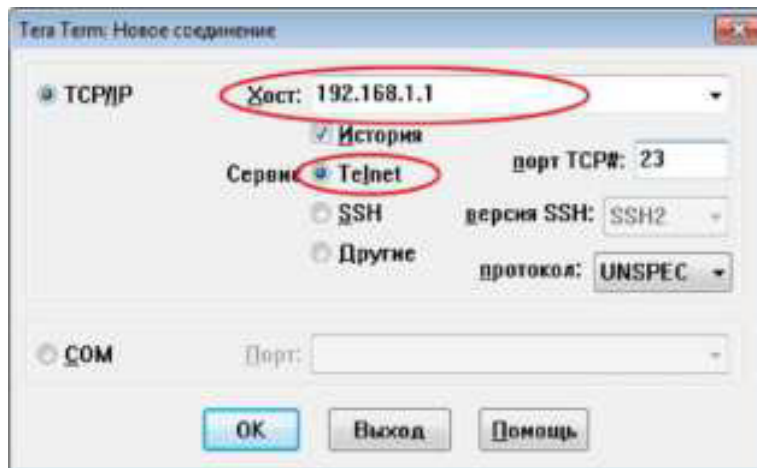 Tera Term: Новое соединение
TCP/IP Хост: 192.168.1.1
История
Сервис Telnet порт TCP#: 23
SSH версия SSH: SSH2
Другие протокол: UNSPEC
COM Порт:
OK Выход Помощь